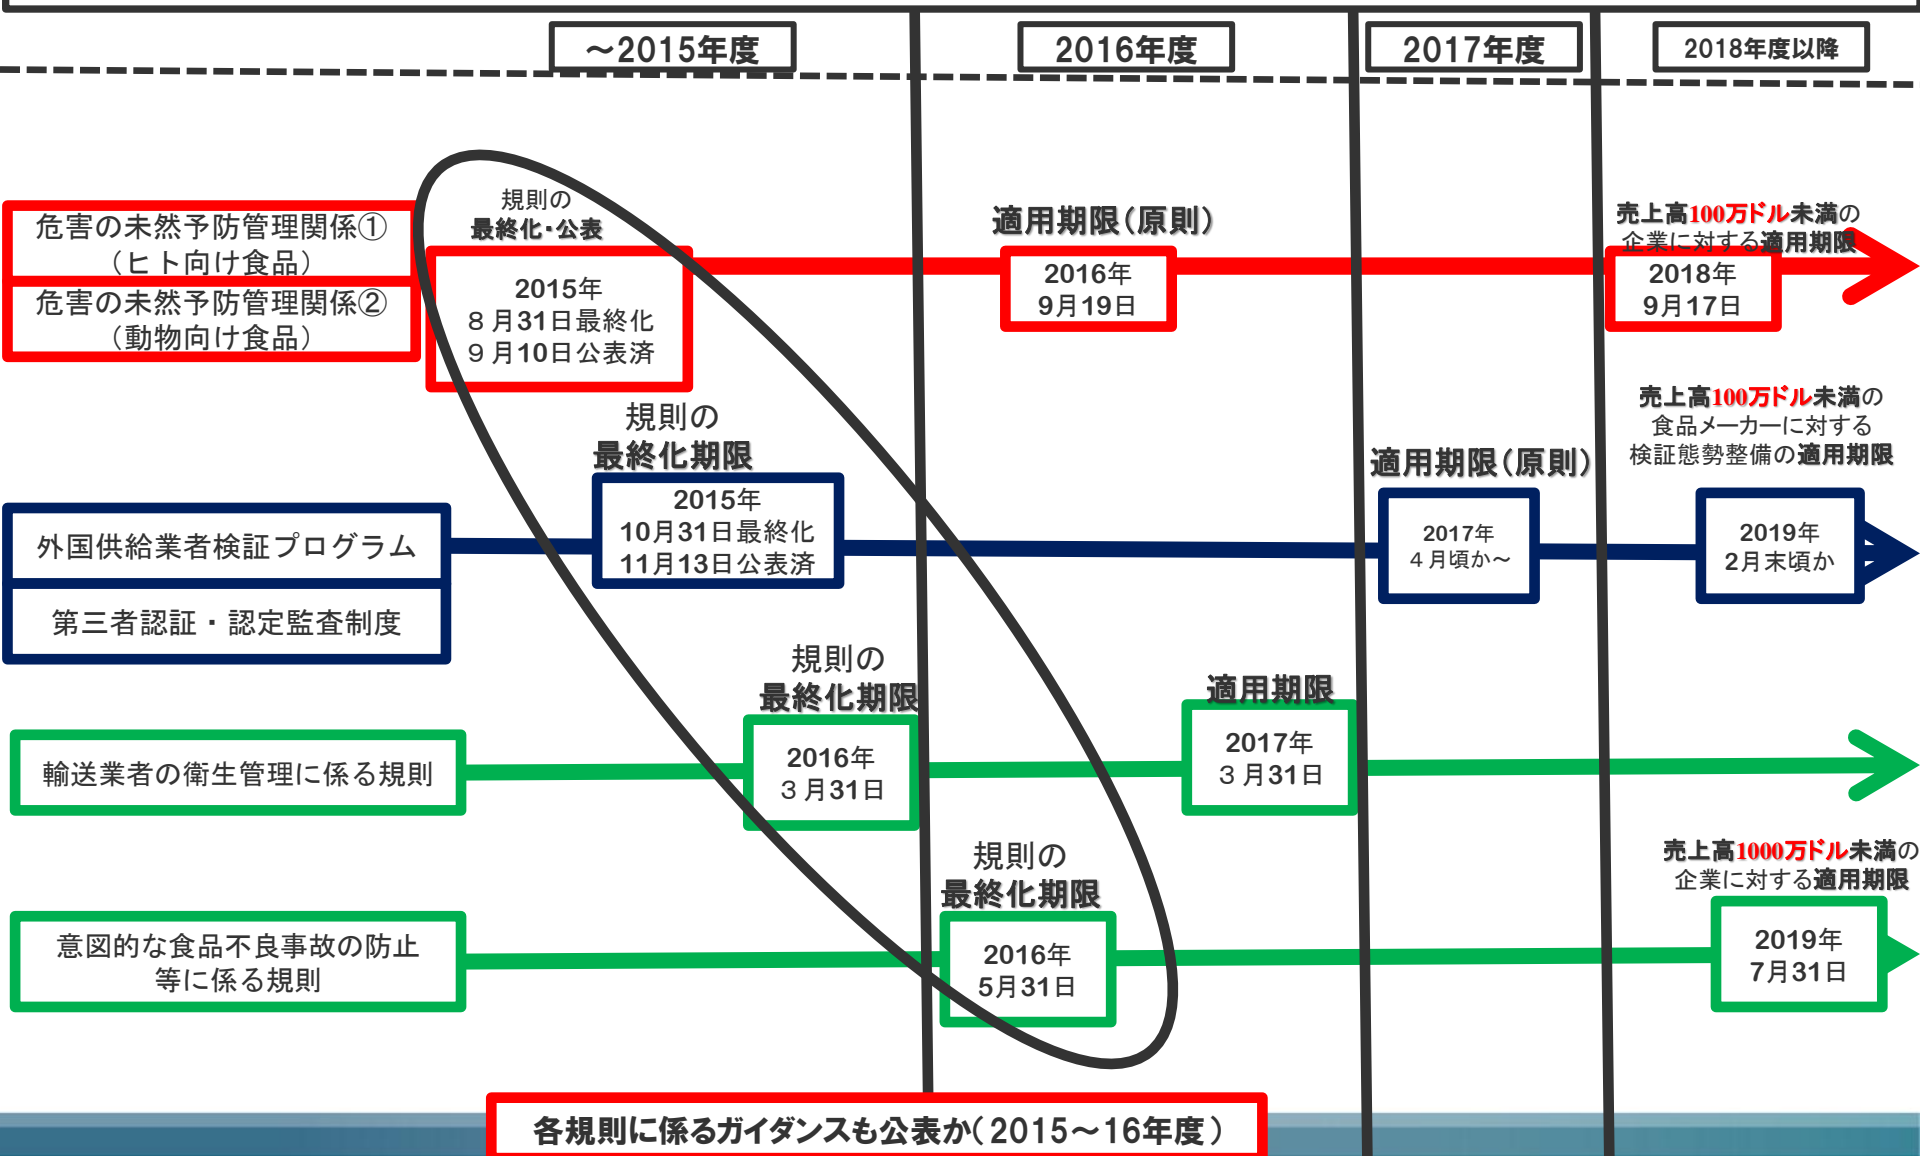 ～2015年度
2016年度
2017年度
2018年度以降
危害の未然予防管理関係①
（ヒト向け食品）
危害の未然予防管理関係②
（動物向け食品）
規則の
最終化・公表
2015年
８月31日最終化
９月10日公表済
適用期限（原則）
2016年
9月19日
売上高100万ドル未満の
企業に対する適用期限
2018年
9月17日
外国供給業者検証プログラム
第三者認証・認定監査制度
規則の
最終化期限
2015年
10月31日最終化
11月13日公表済
適用期限（原則）
2017年
４月頃か～
売上高100万ドル未満の
食品メーカーに対する
検証態勢整備の適用期限
2019年
2月末頃か
輸送業者の衛生管理に係る規則
規則の
最終化期限
2016年
３月31日
適用期限
2017年
３月31日
意図的な食品不良事故の防止
等に係る規則
規則の
最終化期限
2016年
5月31日
売上高1000万ドル未満の
企業に対する適用期限
2019年
7月31日
各規則に係るガイダンスも公表か（2015～16年度）